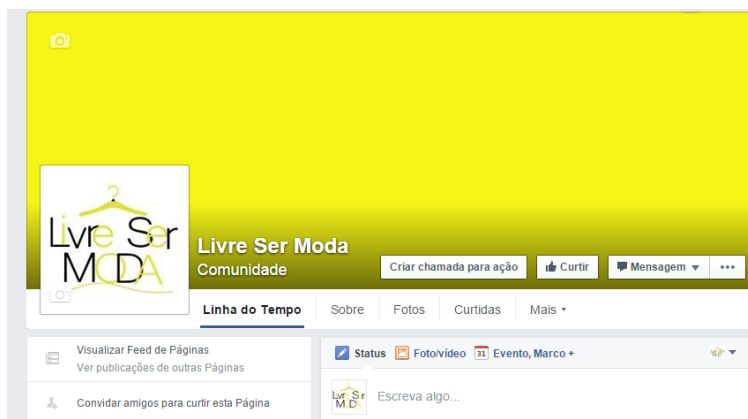 Livre Ser
MODA
Livre Ser Moda
Comunidade
Criar chamada para ação
Curtir
Mensagem
Linha do Tempo
Sobre
Fotos
Curtidas
Mais
Visualizar Feed de Páginas
Ver publicações de outras Páginas
Convidar amigos para curtir esta Página
Status
Foto/vídeo
31
Evento, Marco +
Livre Ser
MODA
Escreva algo...